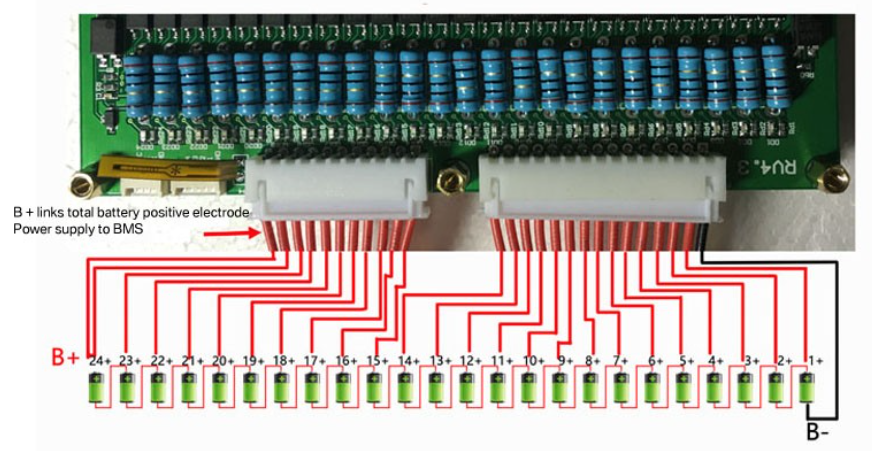 RV4.3
B + links total battery positive electrode
Power supply to BMS
B+
24+ 23+ 22+ 21+ 20+ 19+ 18+ 17+ 16+ 15+ 14+ 13+ 12+ 11+ 10+ 9+ 8+ 7+ 6+ 5+ 4+ 3+ 2+ 1+
B-